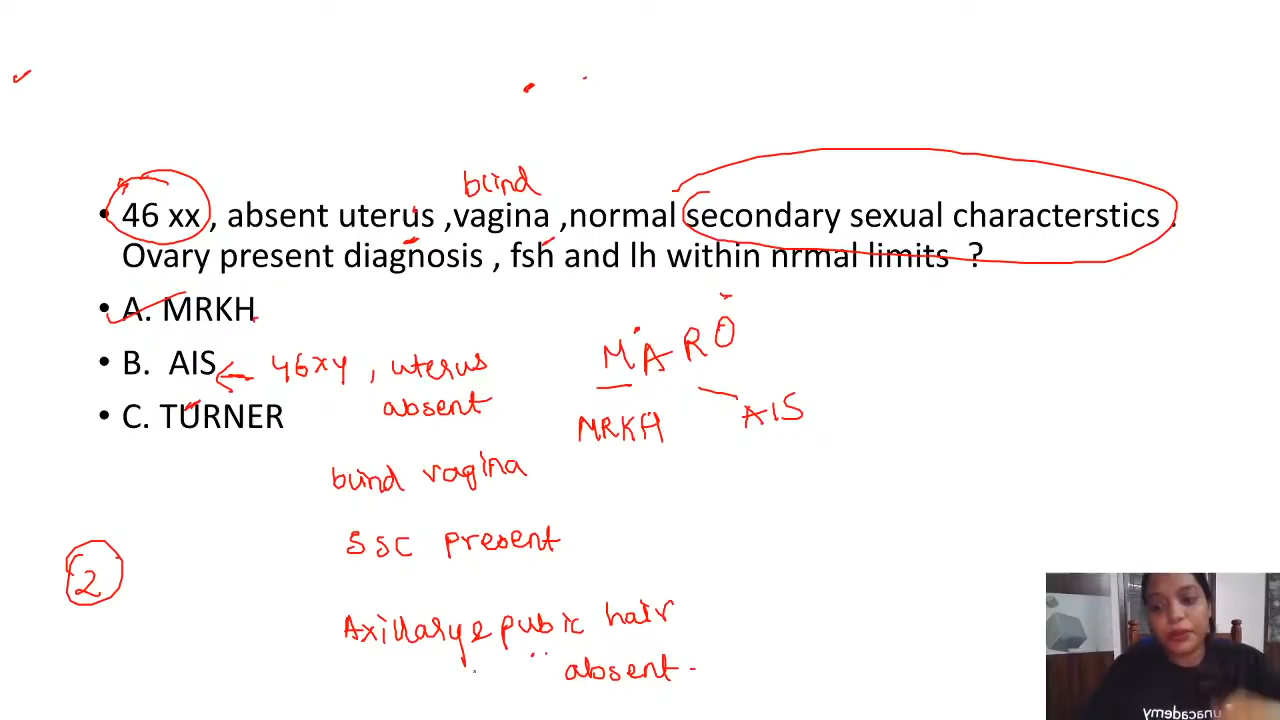 blind
• 46 xx , absent uterus ,vagina ,normal secondary sexual characterstics .
Ovary present diagnosis , fsh and lh within nrmal limits ?
• A. MRKH
• B. AIS ← 46xy , uterus
absent
• C. TURNER
MARO
MRKH
AIS
blind vagina
SSC present
2
Axillary & pubic hair
absent
unacademy